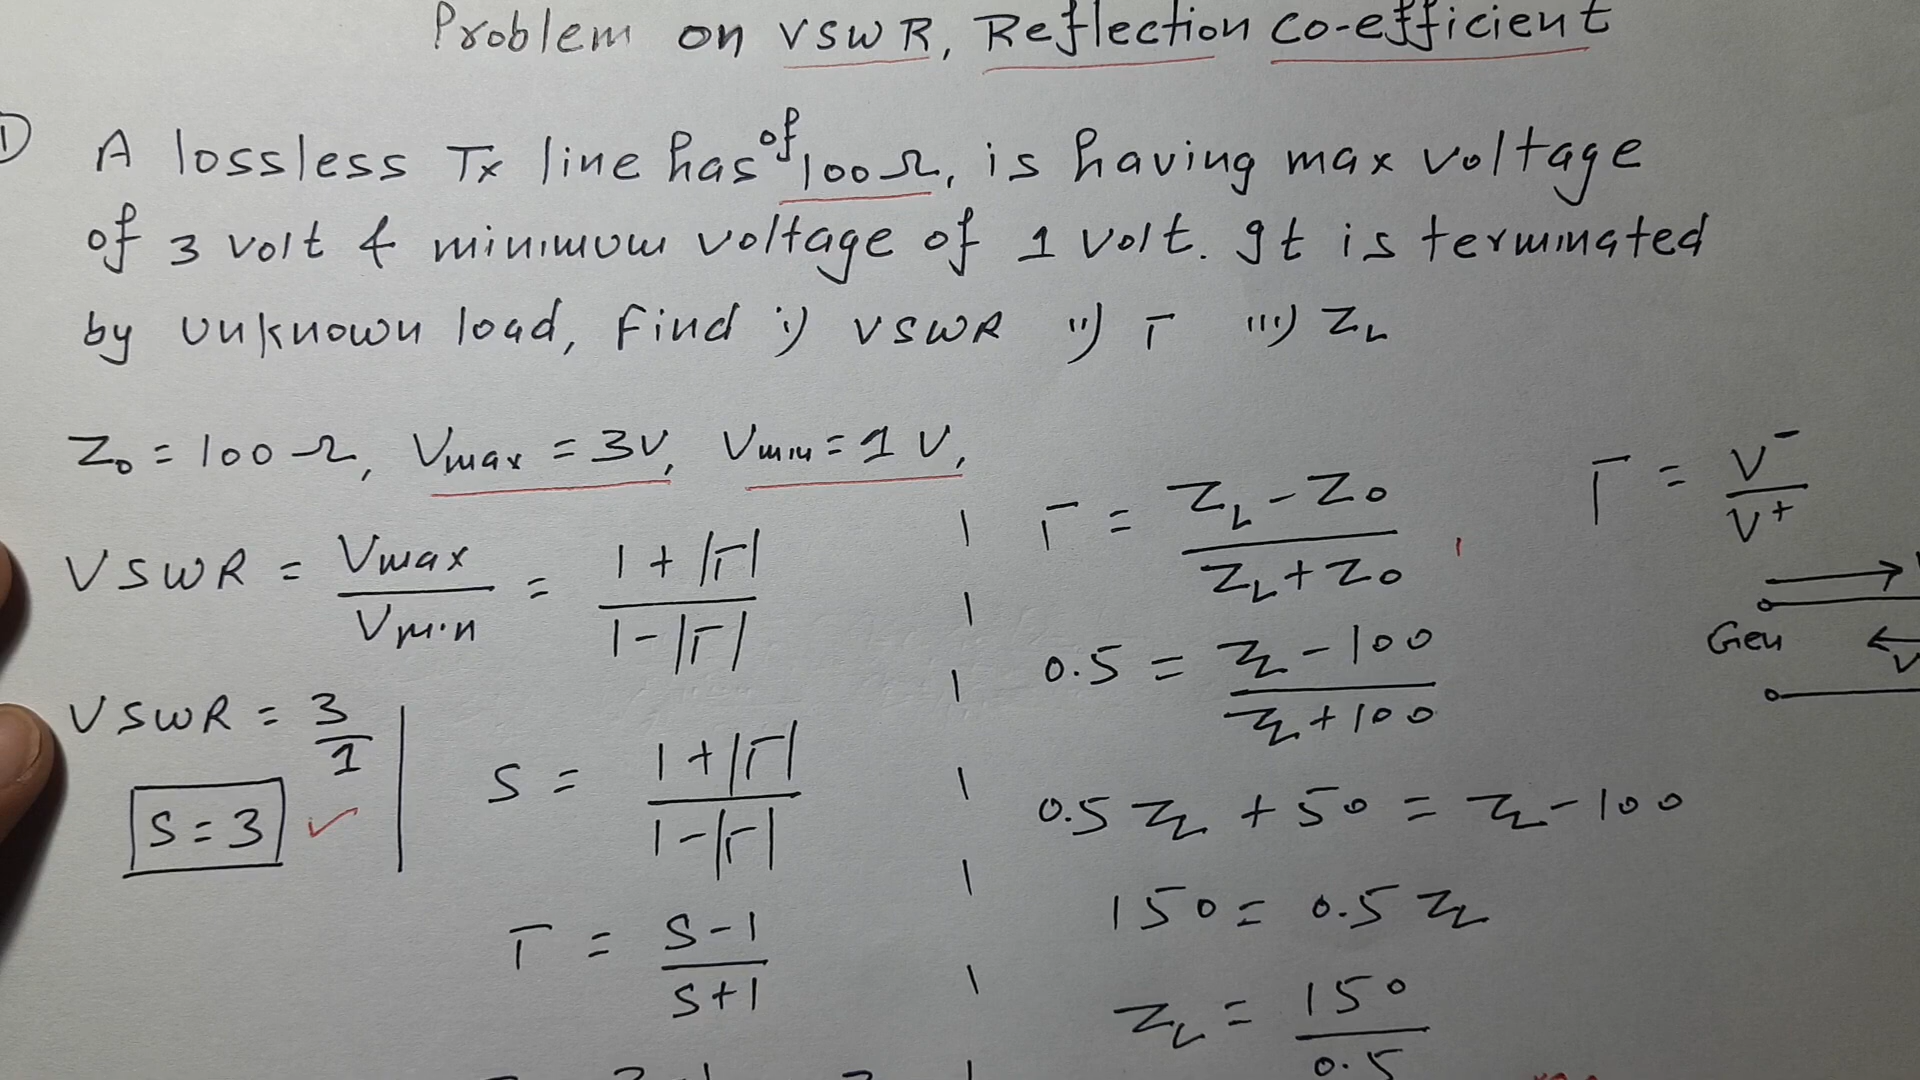 Problem on VSWR, Reflection Co-efficient
① A lossless Tx line has of 100Ω, is having max voltage
of 3 volt & minimum voltage of 1 volt. It is terminated
by unknown load, Find i) VSWR ii) Γ iii) ZL
Z0 = 100Ω, Vmax = 3V, Vmin = 1 V,
VSWR = Vmax / Vmin = 1 + |Γ| / 1 - |Γ|
VSWR = 3/1
S = 3 ✓
S = 1 + |Γ| / 1 - |Γ|
Γ = S-1 / S+1
Γ = ZL - Z0 / ZL + Z0
0.5 = ZL - 100 / ZL + 100
0.5 ZL + 50 = ZL - 100
150 = 0.5 ZL
ZL = 150 / 0.5
Γ = V⁻ / V⁺
Gen